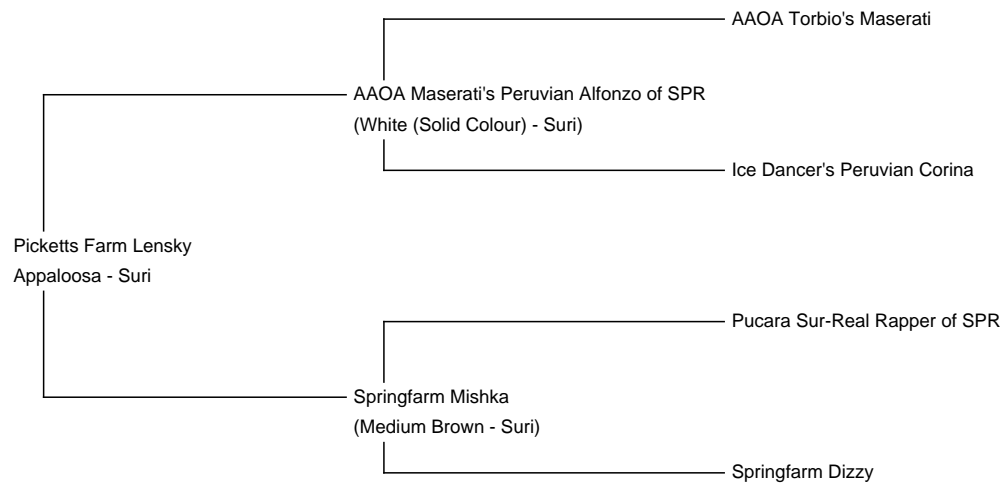 AAOA Torbio's Maserati
AAOA Maserati's Peruvian Alfonzo of SPR
(White (Solid Colour) - Suri)
Ice Dancer's Peruvian Corina
Picketts Farm Lensky
Appaloosa - Suri
Pucara Sur-Real Rapper of SPR
Springfarm Mishka
(Medium Brown - Suri)
Springfarm Dizzy